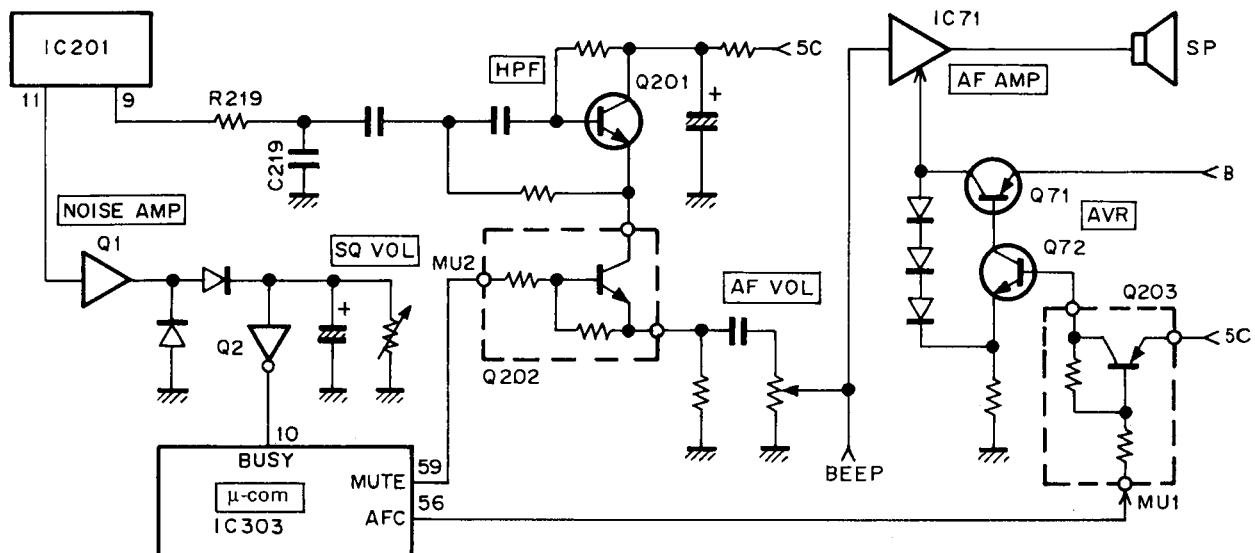 IC201
11
9
R219
C219
HPF
Q201
5C
+
IC71
AF AMP
SP
NOISE AMP
Q1
SQ VOL
+
Q2
MU2
Q202
AF VOL
Q71
B
AVR
Q72
Q203
5C
MU1
BEEP
10
BUSY
MUTE
59
μ-com
AFC
56
IC303